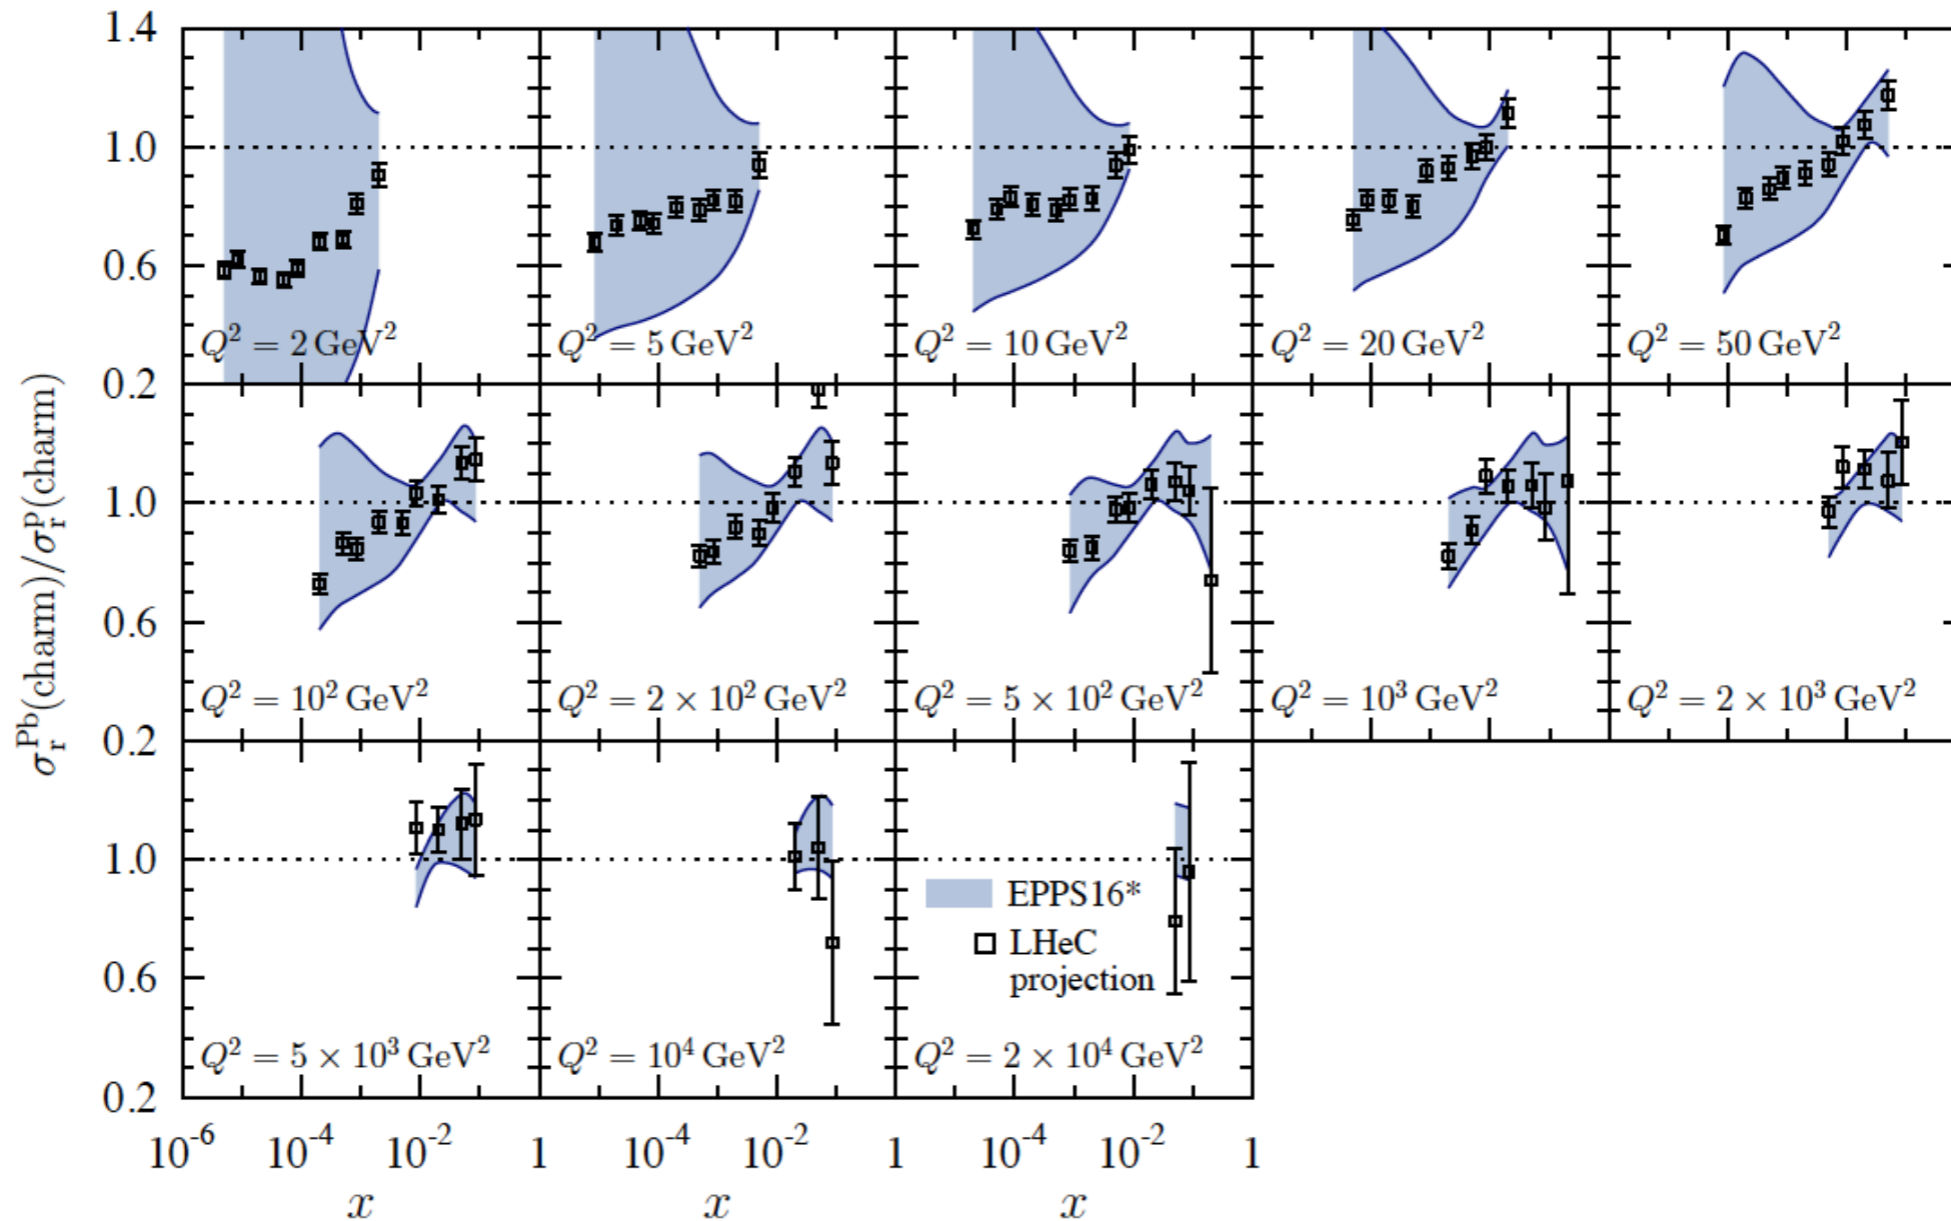 σ_r^Pb(charm)/σ_r^p(charm)
1.4
1.0
0.6
0.2
Q² = 2 GeV²
Q² = 5 GeV²
Q² = 10 GeV²
Q² = 20 GeV²
Q² = 50 GeV²
1.0
0.6
0.2
Q² = 10² GeV²
Q² = 2 × 10² GeV²
Q² = 5 × 10² GeV²
Q² = 10³ GeV²
Q² = 2 × 10³ GeV²
1.0
0.6
0.2
EPPS16*
LHeC
projection
Q² = 5 × 10³ GeV²
Q² = 10⁴ GeV²
Q² = 2 × 10⁴ GeV²
10⁻⁶ 10⁻⁴ 10⁻² 1 10⁻⁴ 10⁻² 1 10⁻⁴ 10⁻² 1
x x x